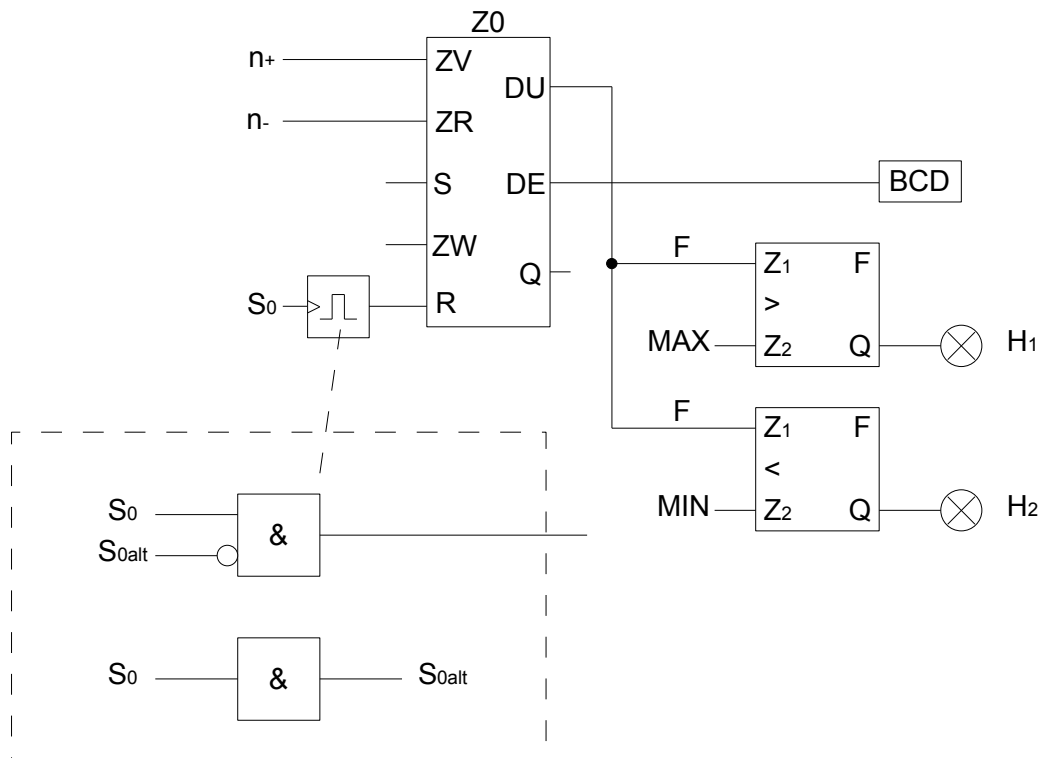 Z0
n+
ZV
DU
n-
ZR
S
DE
BCD
ZW
Q
S0
R
F
Z1
F
>
MAX
Z2
Q
H1
F
Z1
F
<
MIN
Z2
Q
H2
S0
S0alt
&
S0
&
S0alt